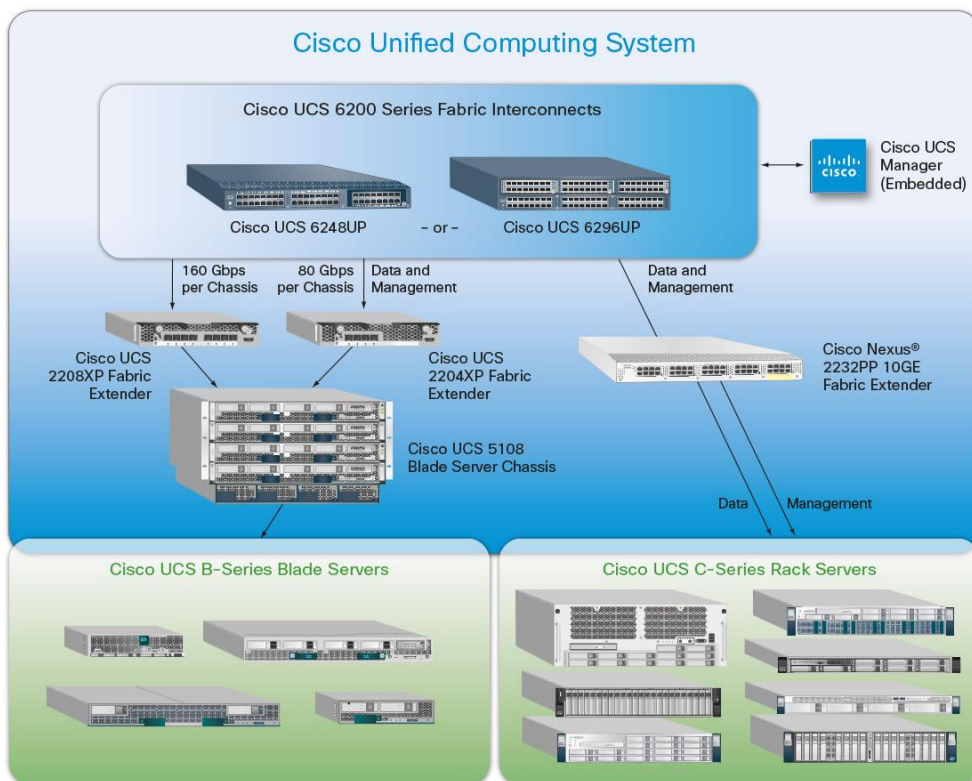 Cisco Unified Computing System
Cisco UCS 6200 Series Fabric Interconnects
Cisco UCS 6248UP
- or -
Cisco UCS 6296UP
CISCO
Cisco UCS
Manager
(Embedded)
160 Gbps
per Chassis
80 Gbps
per Chassis
Data and
Management
Data and
Management
Cisco UCS
2208XP Fabric
Extender
Cisco UCS
2204XP Fabric
Extender
Cisco Nexus®
2232PP 10GE
Fabric Extender
Cisco UCS 5108
Blade Server Chassis
Data
Management
Cisco UCS B-Series Blade Servers
Cisco UCS C-Series Rack Servers